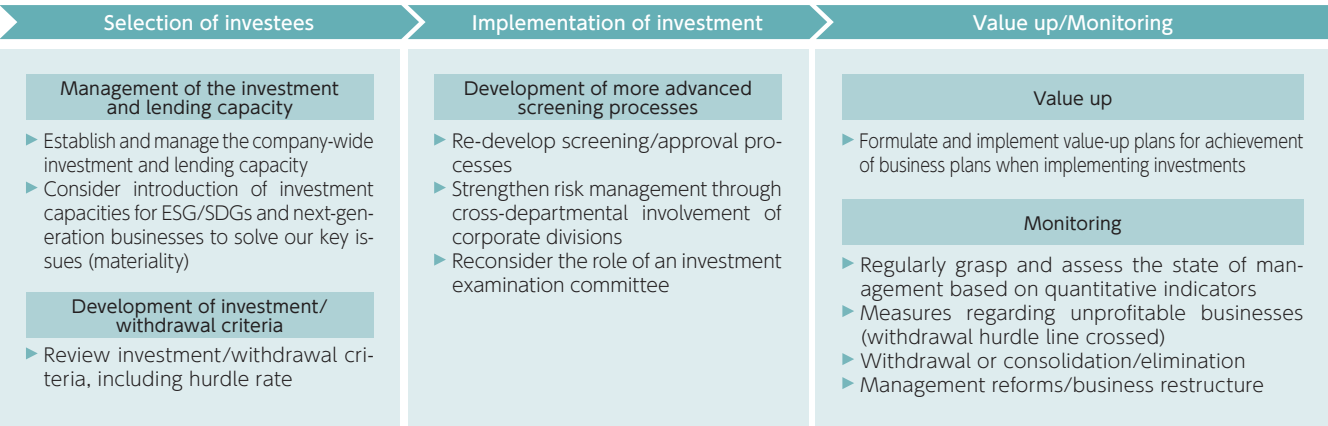 Selection of investees
Management of the investment
and lending capacity
Establish and manage the company-wide
investment and lending capacity
Consider introduction of investment
capacities for ESG/SDGs and next-gen-
eration businesses to solve our key is-
sues (materiality)
Development of investment/
withdrawal criteria
Review investment/withdrawal cri-
teria, including hurdle rate
Implementation of investment
Development of more advanced
screening processes
Re-develop screening/approval pro-
cesses
Strengthen risk management through
cross-departmental involvement of
corporate divisions
Reconsider the role of an investment
examination committee
Value up/Monitoring
Value up
Formulate and implement value-up plans for achievement
of business plans when implementing investments
Monitoring
Regularly grasp and assess the state of man-
agement based on quantitative indicators
Measures regarding unprofitable businesses
(withdrawal hurdle line crossed)
Withdrawal or consolidation/elimination
Management reforms/business restructure